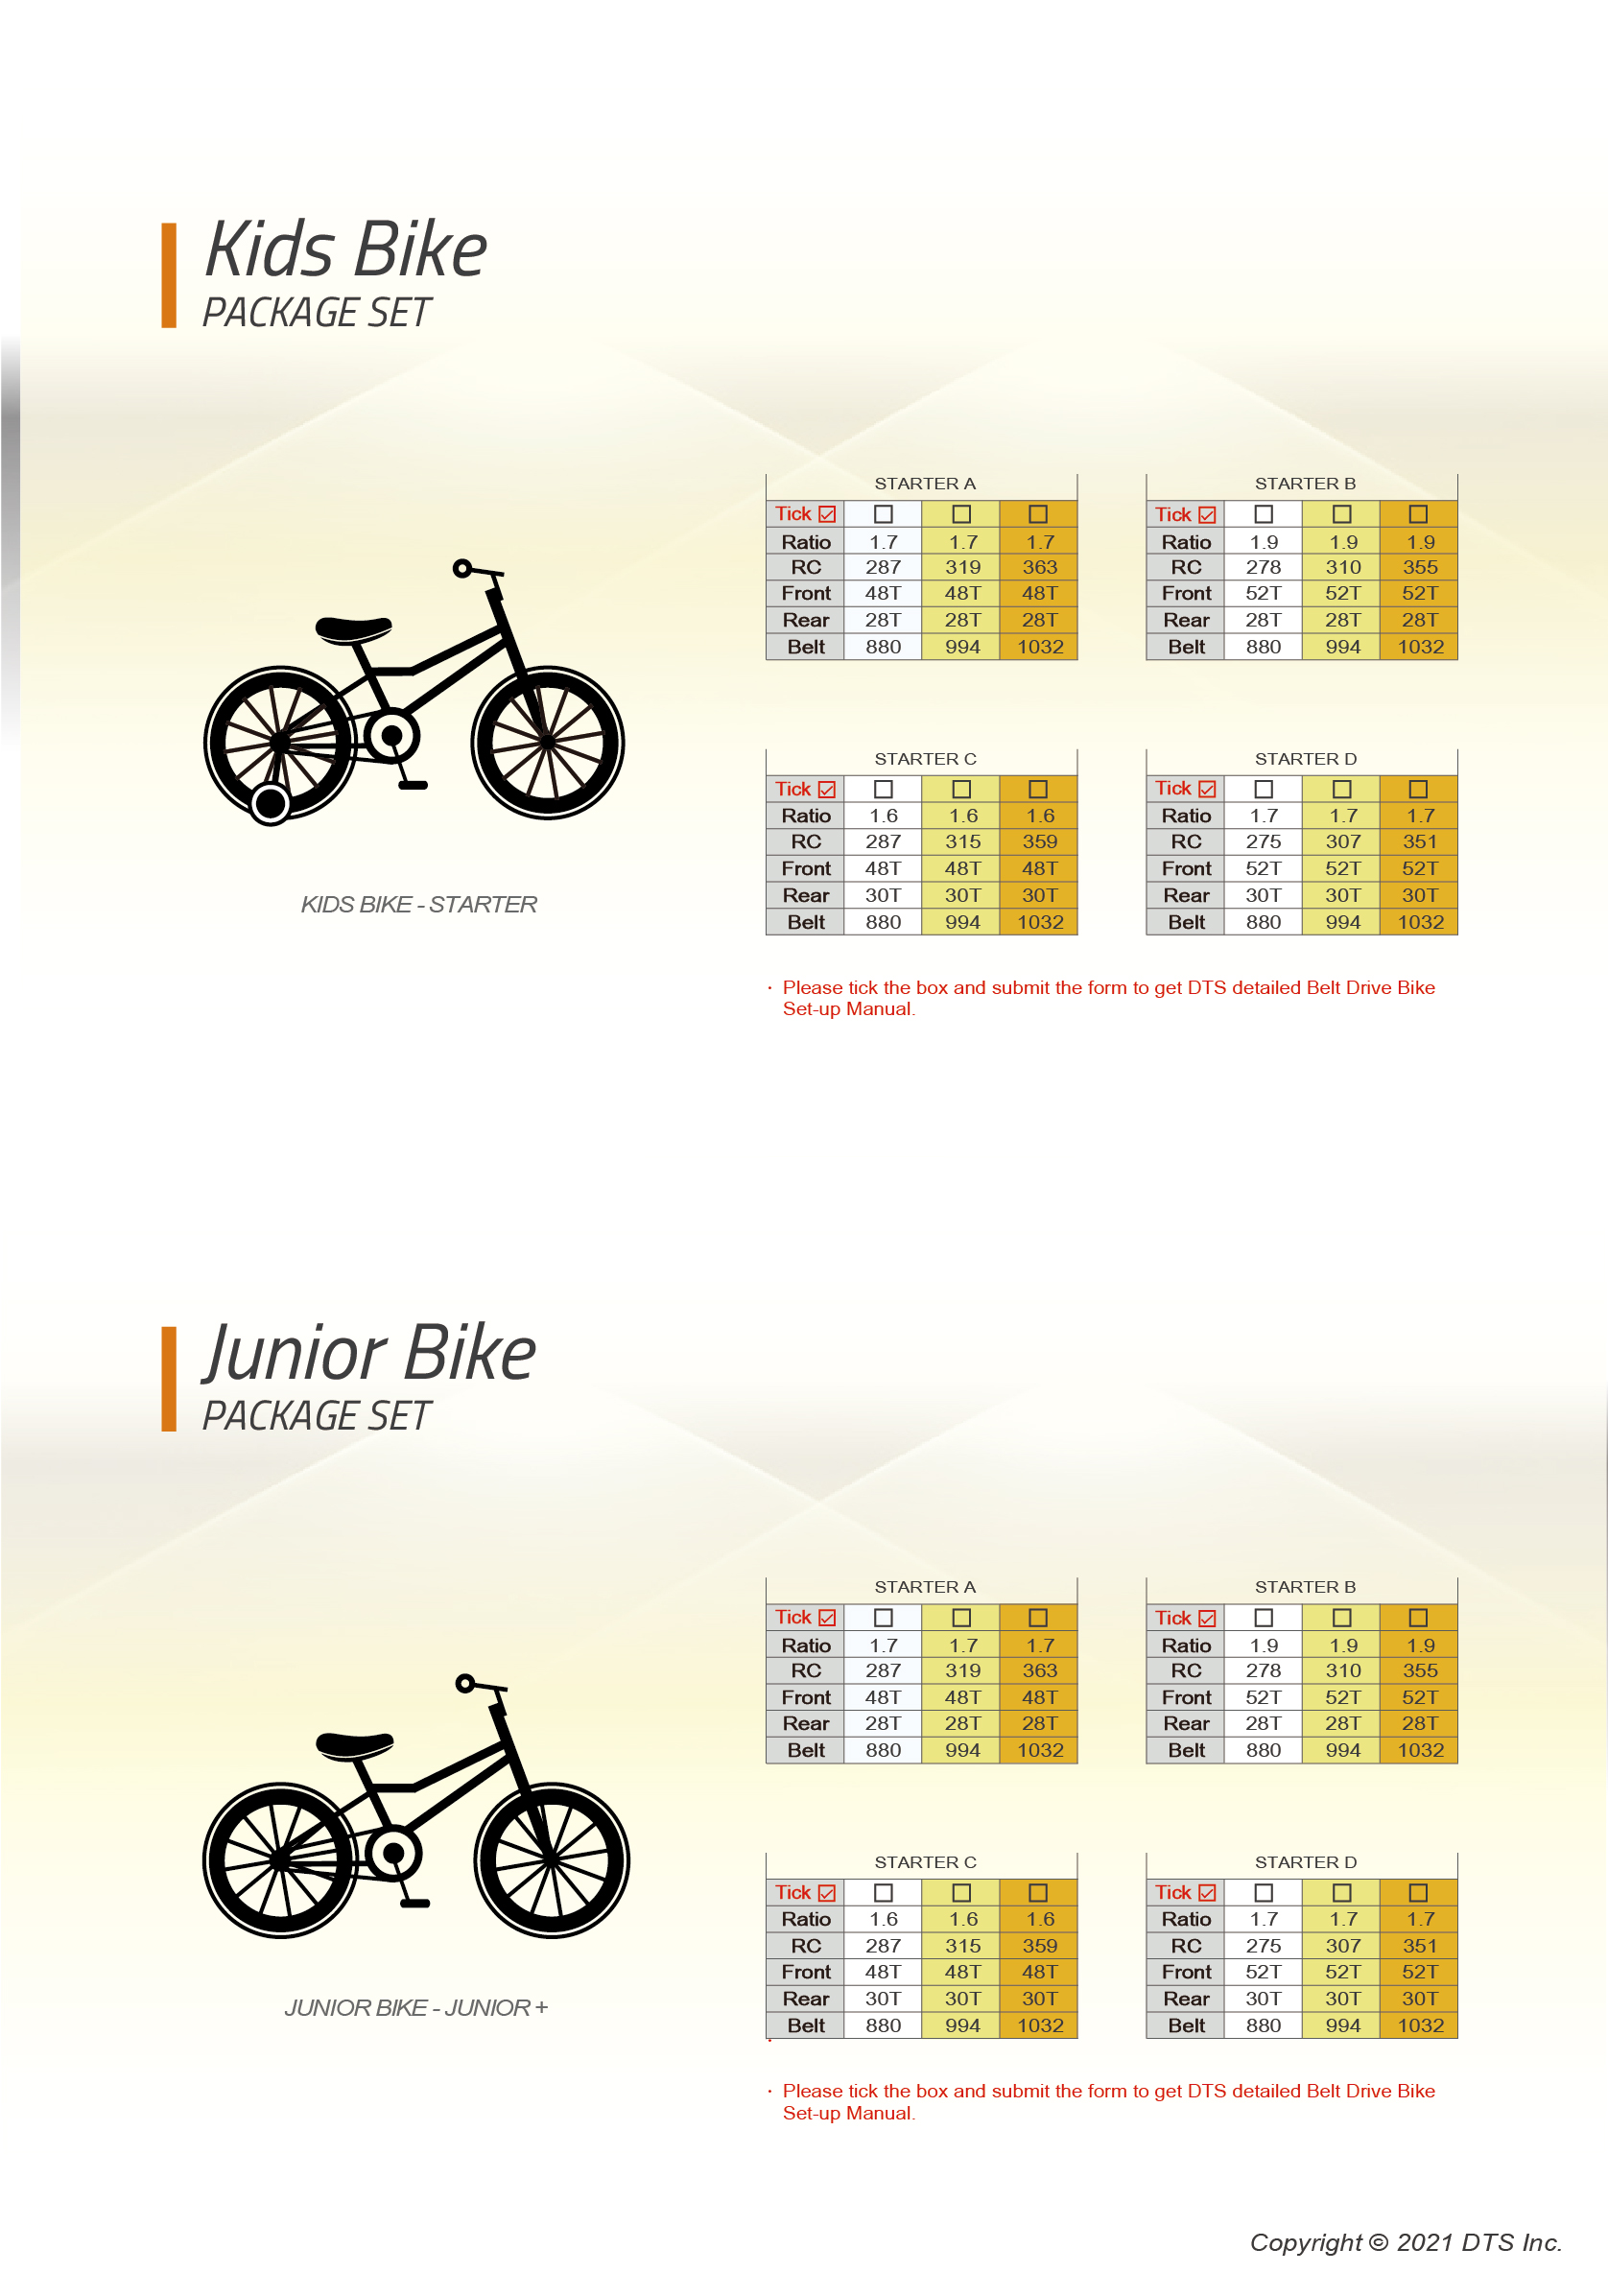 Kids Bike
PACKAGE SET
STARTER A
Tick
Ratio 1.7 1.7 1.7
RC 287 319 363
Front 48T 48T 48T
Rear 28T 28T 28T
Belt 880 994 1032
STARTER B
Tick
Ratio 1.9 1.9 1.9
RC 278 310 355
Front 52T 52T 52T
Rear 28T 28T 28T
Belt 880 994 1032
STARTER C
Tick
Ratio 1.6 1.6 1.6
RC 287 315 359
Front 48T 48T 48T
Rear 30T 30T 30T
Belt 880 994 1032
STARTER D
Tick
Ratio 1.7 1.7 1.7
RC 275 307 351
Front 52T 52T 52T
Rear 30T 30T 30T
Belt 880 994 1032
KIDS BIKE - STARTER
· Please tick the box and submit the form to get DTS detailed Belt Drive Bike
Set-up Manual.
Junior Bike
PACKAGE SET
STARTER A
Tick
Ratio 1.7 1.7 1.7
RC 287 319 363
Front 48T 48T 48T
Rear 28T 28T 28T
Belt 880 994 1032
STARTER B
Tick
Ratio 1.9 1.9 1.9
RC 278 310 355
Front 52T 52T 52T
Rear 28T 28T 28T
Belt 880 994 1032
STARTER C
Tick
Ratio 1.6 1.6 1.6
RC 287 315 359
Front 48T 48T 48T
Rear 30T 30T 30T
Belt 880 994 1032
STARTER D
Tick
Ratio 1.7 1.7 1.7
RC 275 307 351
Front 52T 52T 52T
Rear 30T 30T 30T
Belt 880 994 1032
JUNIOR BIKE - JUNIOR +
· Please tick the box and submit the form to get DTS detailed Belt Drive Bike
Set-up Manual.
Copyright © 2021 DTS Inc.